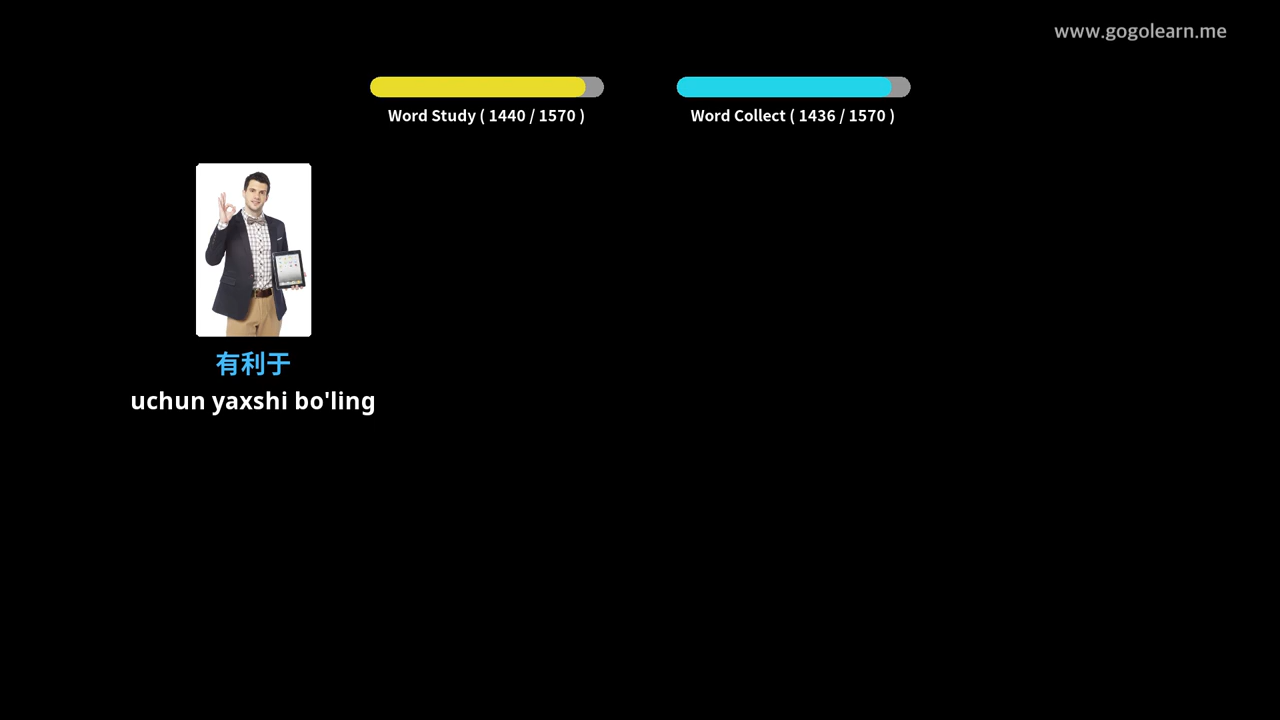 www.gogolearn.me
Word Study ( 1440 / 1570 )
Word Collect ( 1436 / 1570 )
有利于
uchun yaxshi bo'ling